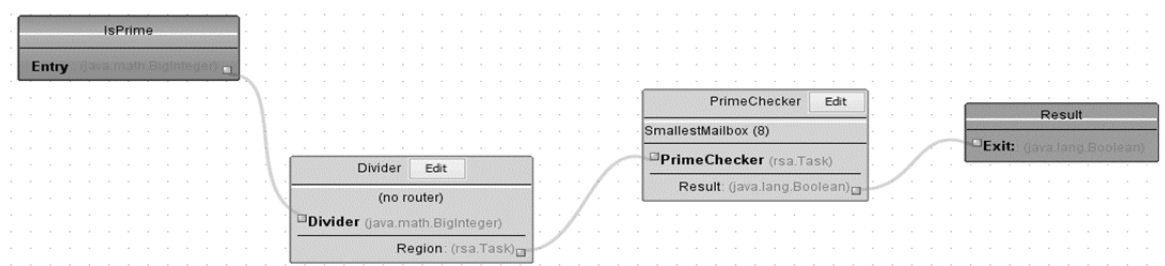 IsPrime
Entry (java.math.BigInteger)
Divider Edit
(no router)
Divider (java.math.BigInteger)
Region: (rsa.Task)
PrimeChecker Edit
SmallestMailbox (8)
PrimeChecker (rsa.Task)
Result: (java.lang.Boolean)
Result
Exit: (java.lang.Boolean)